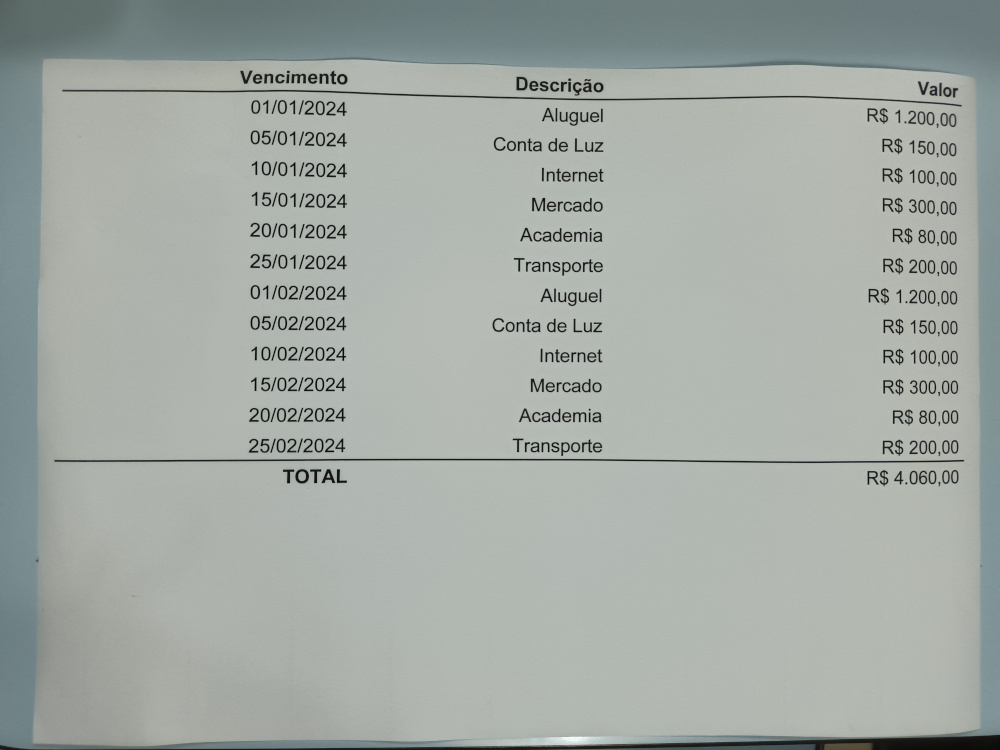 Vencimento Descrição Valor
01/01/2024 Aluguel R$ 1.200,00
05/01/2024 Conta de Luz R$ 150,00
10/01/2024 Internet R$ 100,00
15/01/2024 Mercado R$ 300,00
20/01/2024 Academia R$ 80,00
25/01/2024 Transporte R$ 200,00
01/02/2024 Aluguel R$ 1.200,00
05/02/2024 Conta de Luz R$ 150,00
10/02/2024 Internet R$ 100,00
15/02/2024 Mercado R$ 300,00
20/02/2024 Academia R$ 80,00
25/02/2024 Transporte R$ 200,00
TOTAL R$ 4.060,00